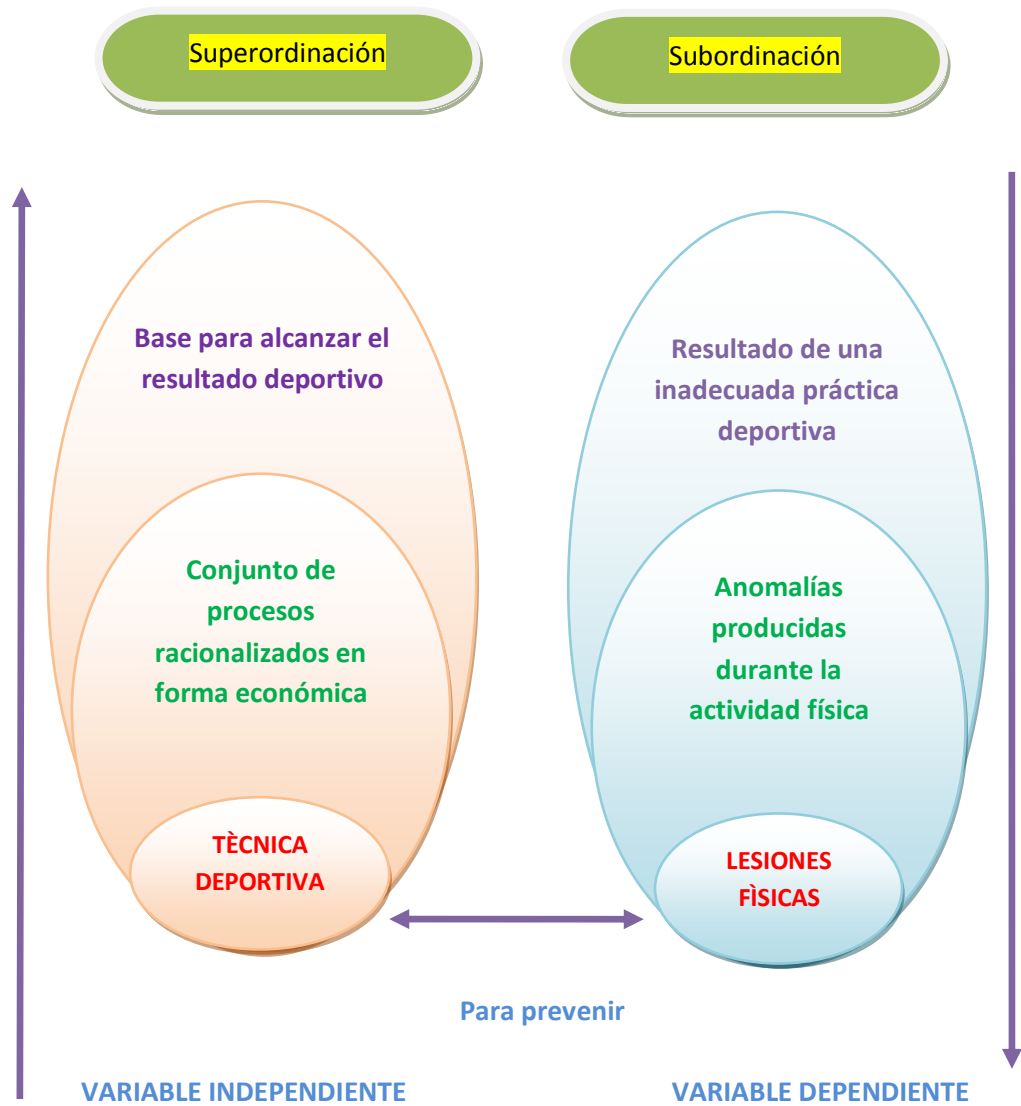 Superordinación
Subordinación
Base para alcanzar el
resultado deportivo
Resultado de una
inadecuada práctica
deportiva
Conjunto de
procesos
racionalizados en
forma económica
Anomalías
producidas
durante la
actividad física
TÈCNICA
DEPORTIVA
LESIONES
FÌSICAS
Para prevenir
VARIABLE INDEPENDIENTE
VARIABLE DEPENDIENTE